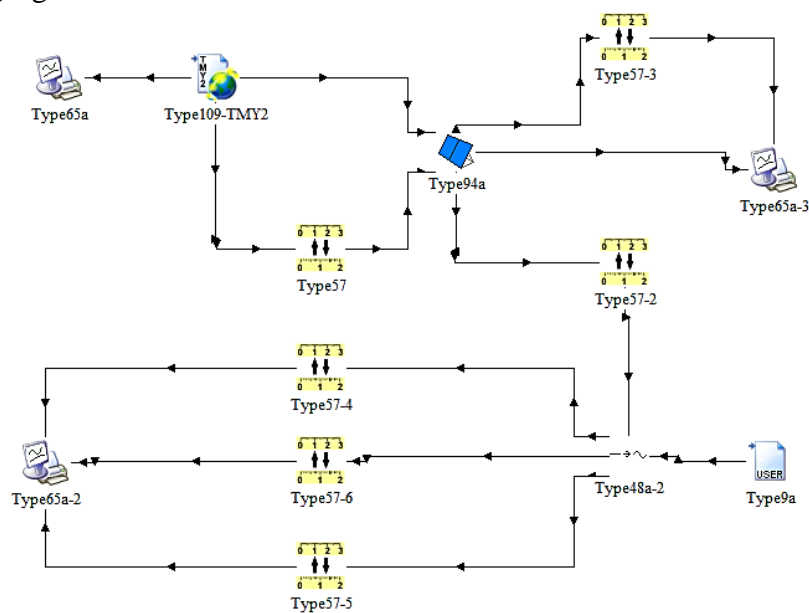 0 1 2 3
0 1 2
Type57-3
TMY2
Type65a
Type109-TMY2
Type94a
Type65a-3
0 1 2 3
0 1 2
Type57
0 1 2 3
0 1 2
Type57-2
0 1 2 3
0 1 2
Type57-4
0 1 2 3
0 1 2
Type57-6
Type65a-2
Type48a-2
USER
Type9a
0 1 2 3
0 1 2
Type57-5